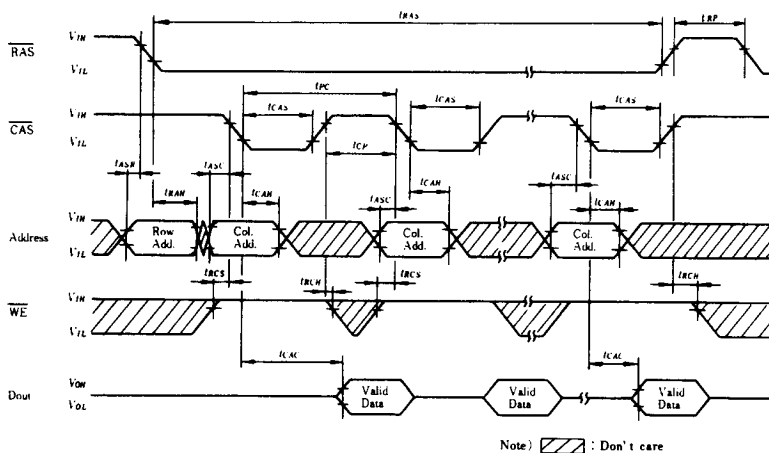 tRAS
tRP
RAS
VIH
VIL
tPC
CAS
VIH
VIL
tCAS
tCAS
tCAS
tCP
tASR
tRAH
tASC
tCAH
tASC
tCAH
tASC
tCAH
Address
VIH
VIL
Row Add.
Col. Add.
Col. Add.
Col. Add.
tRCS
tRCH
tRCS
tRCH
WE
VIH
VIL
tCAC
tCAC
Dout
VOH
VOL
Valid Data
Valid Data
Valid Data
Note) : Don't care